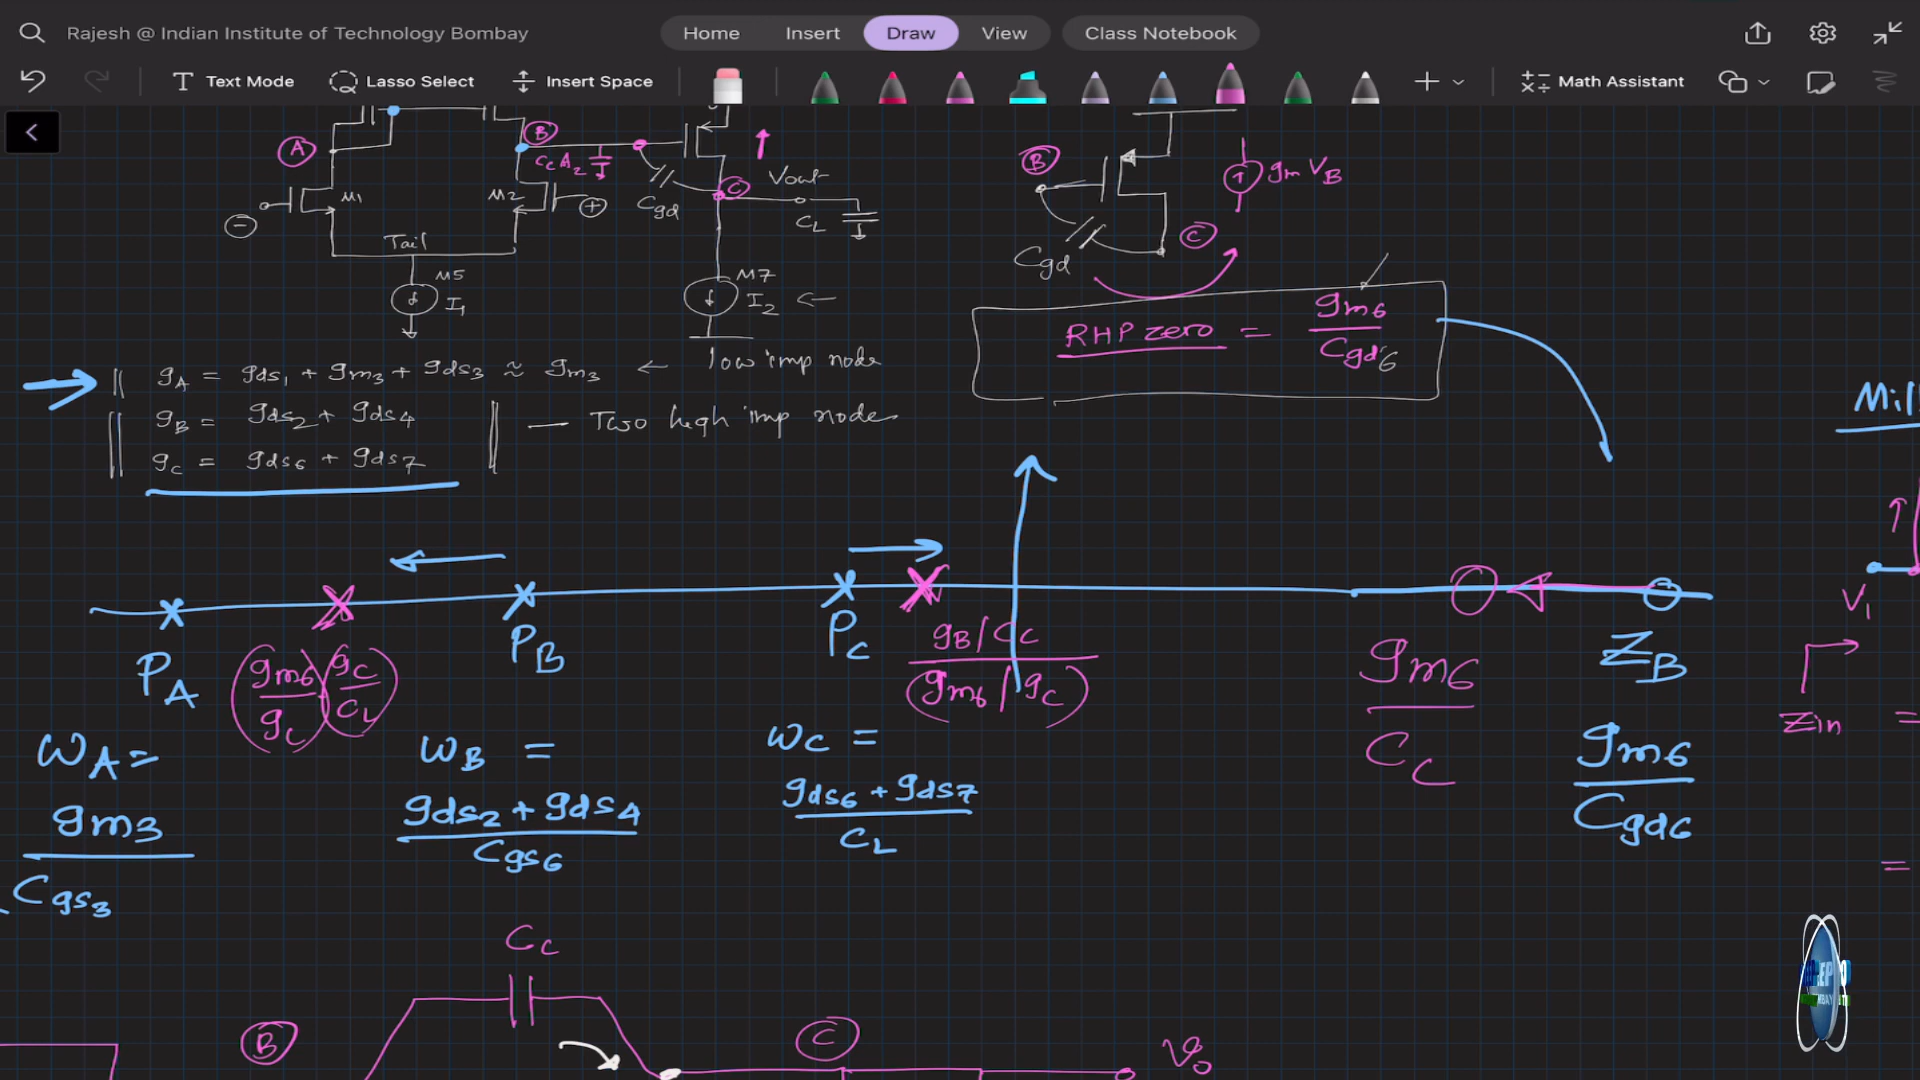 Rajesh @ Indian Institute of Technology Bombay
Home Insert Draw View Class Notebook
Text Mode Lasso Select Insert Space Math Assistant
A
B
Cc A2
Cgd
C
Vout
CL
M1
M2
−
+
Tail
M5
I1
M7
I2
B
gm VB
C
Cgd
RHP zero = gm6 / Cgd6
gA = gds1 + gm3 + gds3 ≈ gm3 ← low imp node
gB = gds2 + gds4
— Two high imp nodes
gC = gds6 + gds7
PA
(gm6/gC)(gC/CL)
PB
PC
gB/CC
(gm6/gC)
gm6 / CC
ZB
V1
Zin =
ωA =
gm3
Cgs3
ωB =
gds2 + gds4
Cgs6
ωC =
gds6 + gds7
CL
gm6
Cgd6
=
CC
B
C
Vo